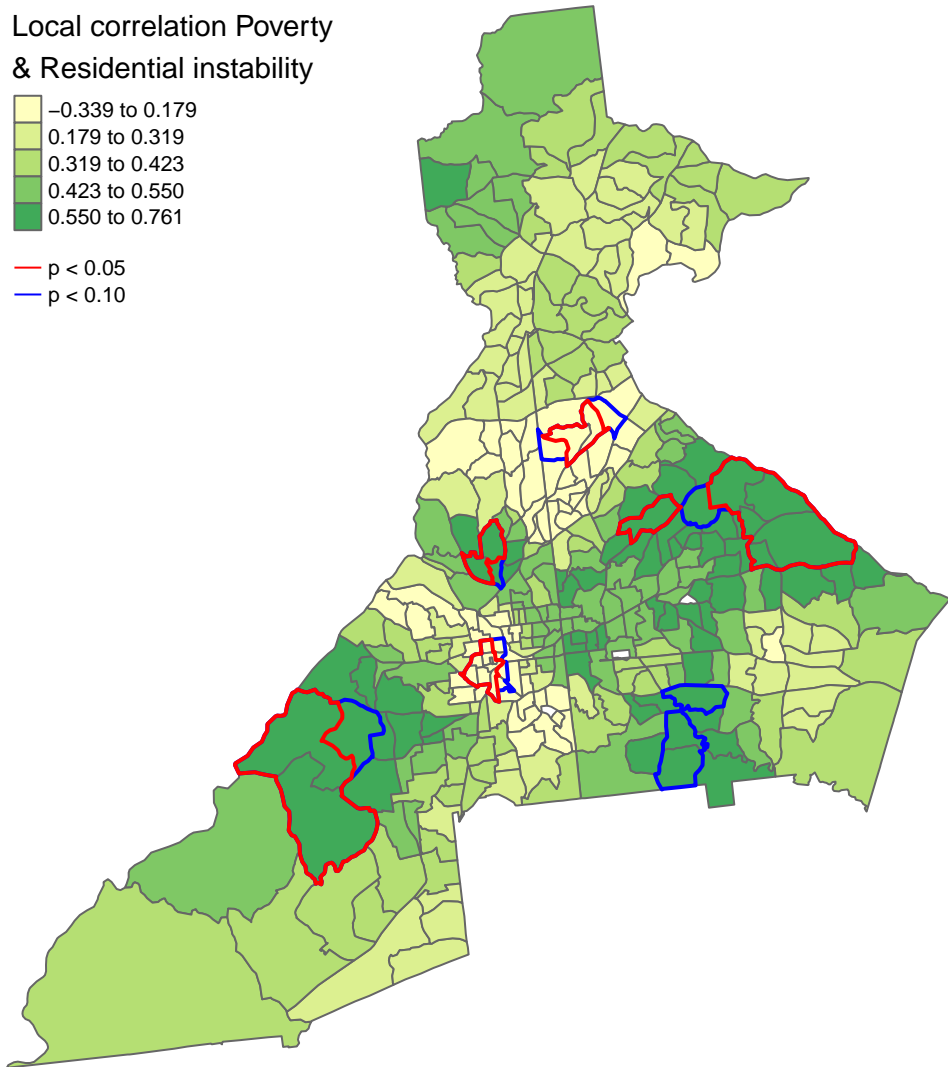 Local correlation Poverty
& Residential instability
−0.339 to 0.179
0.179 to 0.319
0.319 to 0.423
0.423 to 0.550
0.550 to 0.761
p < 0.05
p < 0.10